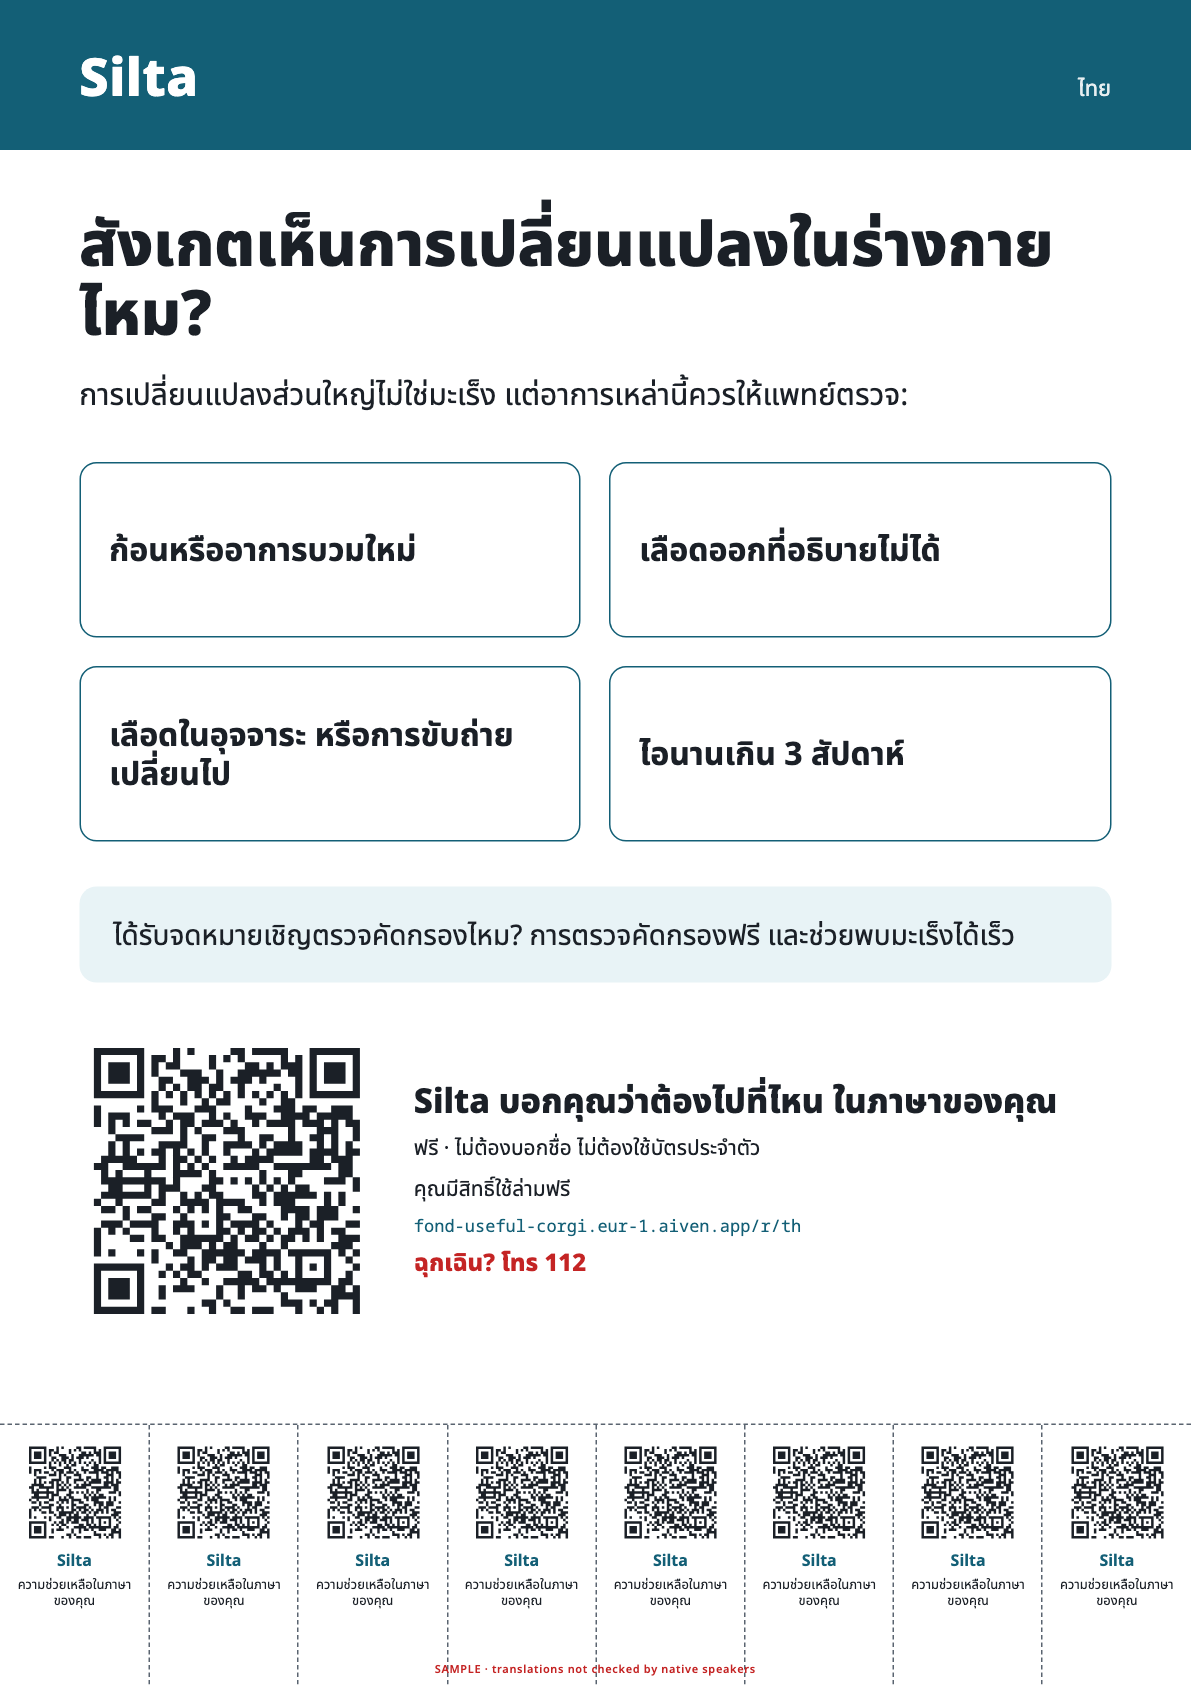 Silta
ไทย
สังเกตเห็นการเปลี่ยนแปลงในร่างกาย
ไหม?
การเปลี่ยนแปลงส่วนใหญ่ไม่ใช่มะเร็ง แต่อาการเหล่านี้ควรให้แพทย์ตรวจ:
ก้อนหรืออาการบวมใหม่
เลือดออกที่อธิบายไม่ได้
เลือดในอุจจาระ หรือการขับถ่าย
เปลี่ยนไป
ไอนานเกิน 3 สัปดาห์
ได้รับจดหมายเชิญตรวจคัดกรองไหม? การตรวจคัดกรองฟรี และช่วยพบมะเร็งได้เร็ว
Silta บอกคุณว่าต้องไปที่ไหน ในภาษาของคุณ
ฟรี · ไม่ต้องบอกชื่อ ไม่ต้องใช้บัตรประจำตัว
คุณมีสิทธิ์ใช้ล่ามฟรี
fond-useful-corgi.eur-1.aiven.app/r/th
ฉุกเฉิน? โทร 112
Silta
ความช่วยเหลือในภาษา
ของคุณ
Silta
ความช่วยเหลือในภาษา
ของคุณ
Silta
ความช่วยเหลือในภาษา
ของคุณ
Silta
ความช่วยเหลือในภาษา
ของคุณ
Silta
ความช่วยเหลือในภาษา
ของคุณ
Silta
ความช่วยเหลือในภาษา
ของคุณ
Silta
ความช่วยเหลือในภาษา
ของคุณ
Silta
ความช่วยเหลือในภาษา
ของคุณ
SAMPLE · translations not checked by native speakers